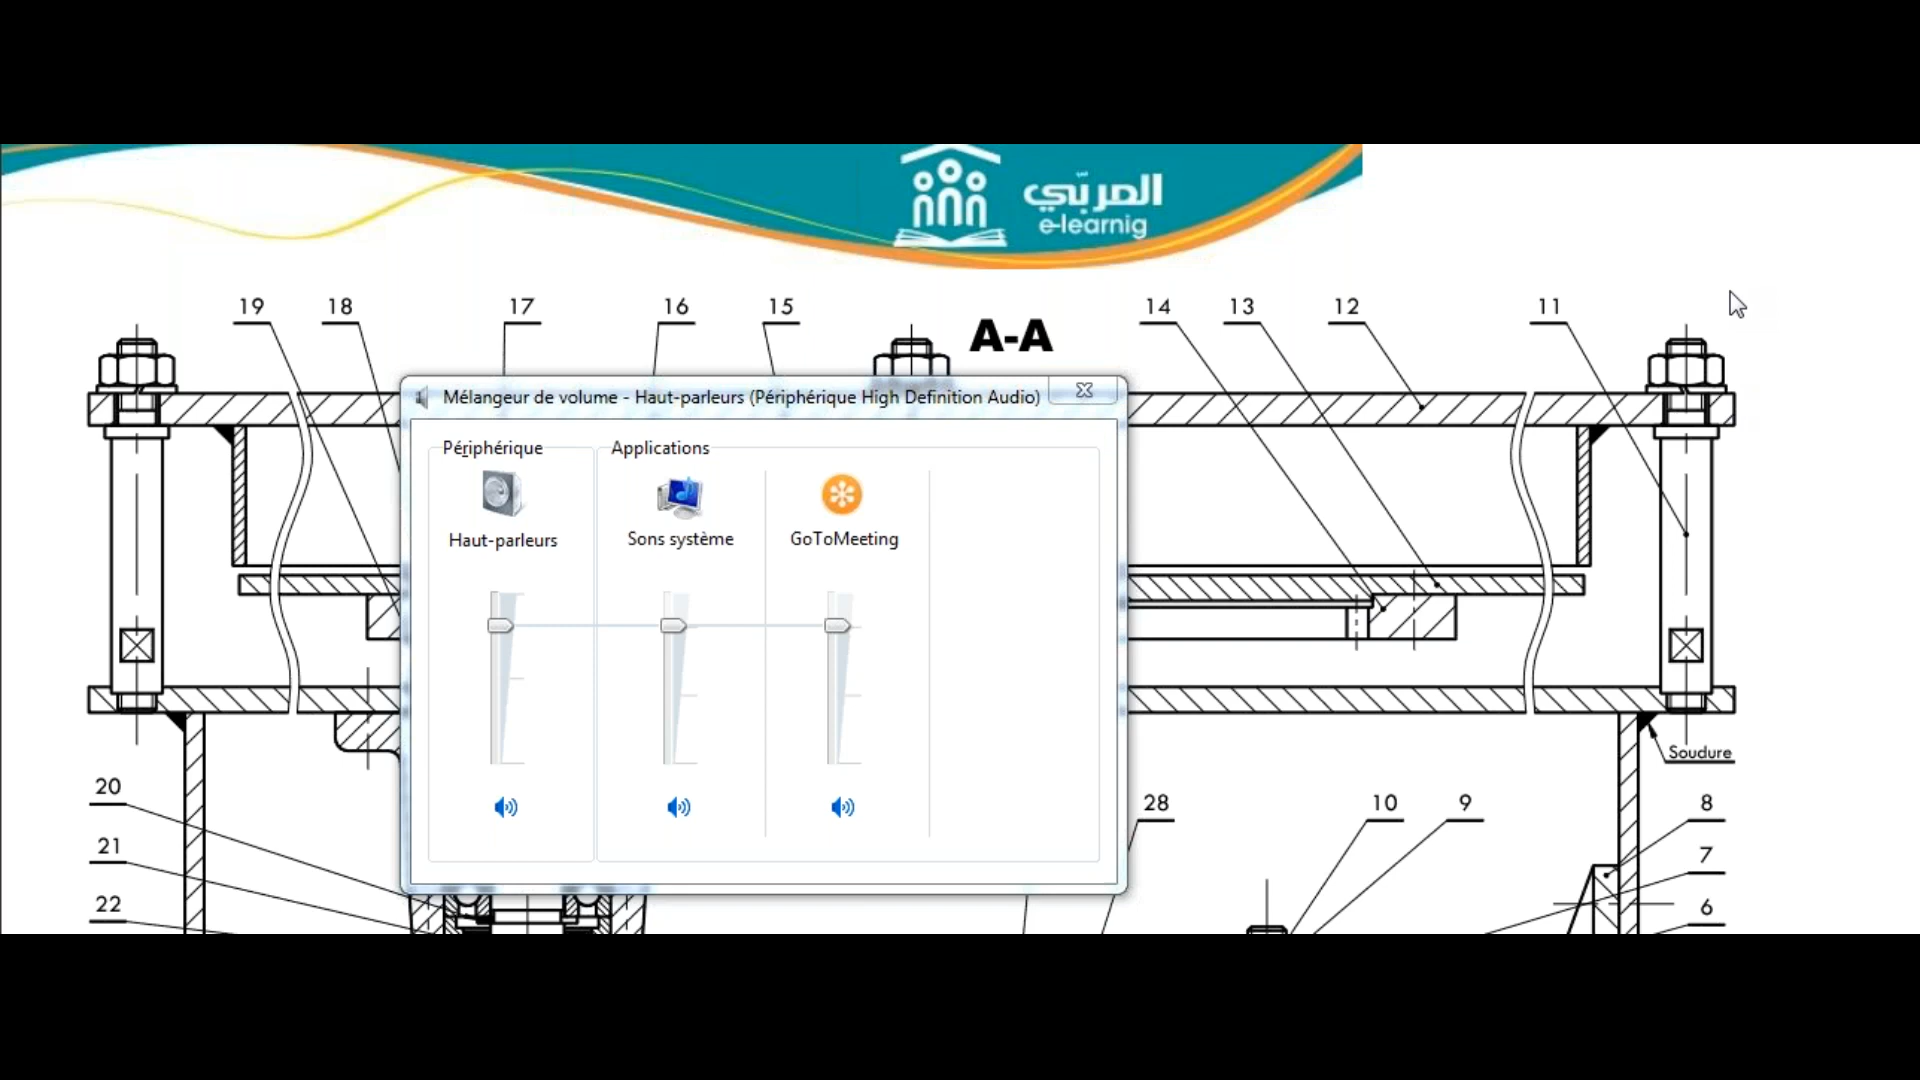 المربّي
e-learnig
19 18 17 16 15 14 13 12 11
A-A
Mélangeur de volume - Haut-parleurs (Périphérique High Definition Audio)
Périphérique Applications
Haut-parleurs Sons système GoToMeeting
Soudure
20 28 10 9 8
21 7
22 6